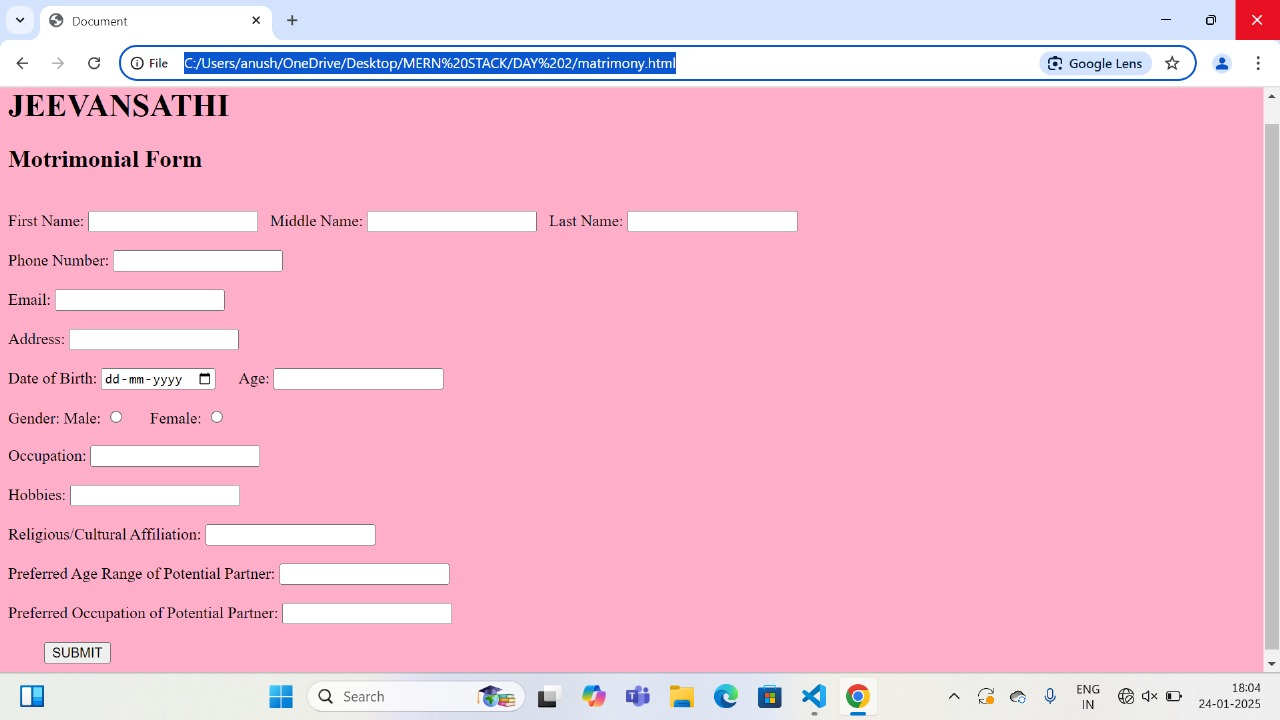 Document
File
C:/Users/anush/OneDrive/Desktop/MERN%20STACK/DAY%202/matrimony.html
Google Lens
JEEVANSATHI
Motrimonial Form
First Name: Middle Name: Last Name:
Phone Number:
Email:
Address:
Date of Birth: dd-mm-yyyy Age:
Gender: Male: Female:
Occupation:
Hobbies:
Religious/Cultural Affiliation:
Preferred Age Range of Potential Partner:
Preferred Occupation of Potential Partner:
SUBMIT
Search
ENG
IN
18:04
24-01-2025